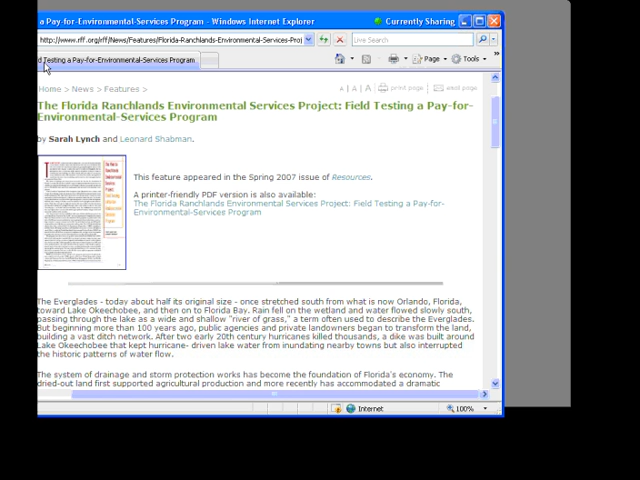 a Pay-for-Environmental-Services Program - Windows Internet Explorer
Currently Sharing
http://www.rff.org/rff/News/Features/Florida-Ranchlands-Environmental-Services-Proj
Live Search
d Testing a Pay-for-Environmental-Services Program
Page
Tools
Home > News > Features >
A A A print page email page
The Florida Ranchlands Environmental Services Project: Field Testing a Pay-for-
Environmental-Services Program
by Sarah Lynch and Leonard Shabman.
This feature appeared in the Spring 2007 issue of Resources.
A printer-friendly PDF version is also available:
The Florida Ranchlands Environmental Services Project: Field Testing a Pay-for-
Environmental-Services Program
The Everglades - today about half its original size - once stretched south from what is now Orlando, Florida,
toward Lake Okeechobee, and then on to Florida Bay. Rain fell on the wetland and water flowed slowly south,
passing through the lake as a wide and shallow "river of grass," a term often used to describe the Everglades.
But beginning more than 100 years ago, public agencies and private landowners began to transform the land,
building a vast ditch network. After two early 20th century hurricanes killed thousands, a dike was built around
Lake Okeechobee that kept hurricane- driven lake water from inundating nearby towns but also interrupted
the historic patterns of water flow.
The system of drainage and storm protection works has become the foundation of Florida's economy. The
dried-out land first supported agricultural production and more recently has accommodated a dramatic
Internet
100%